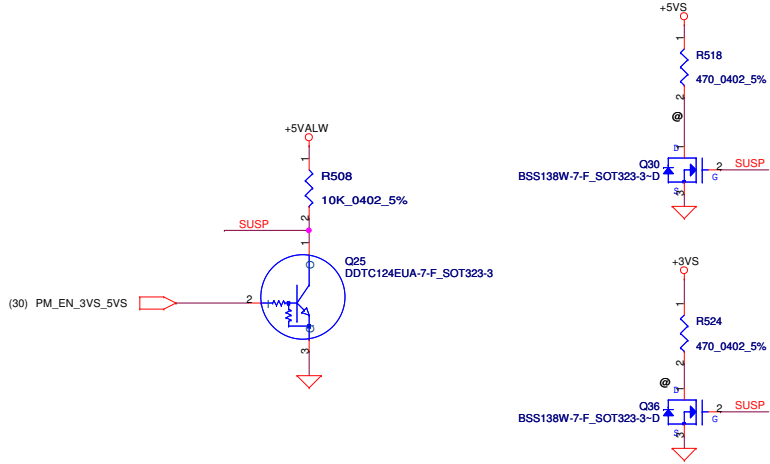 +5VS
1
R518
470_0402_5%
2
@
1
D
Q30
BSS138W-7-F_SOT323-3~D
2
SUSP
G
S
3
+5VALW
1
R508
10K_0402_5%
2
SUSP
1
Q25
DDTC124EUA-7-F_SOT323-3
(30) PM_EN_3VS_5VS
2
3
+3VS
1
R524
470_0402_5%
2
@
1
D
Q36
BSS138W-7-F_SOT323-3~D
2
SUSP
G
S
3